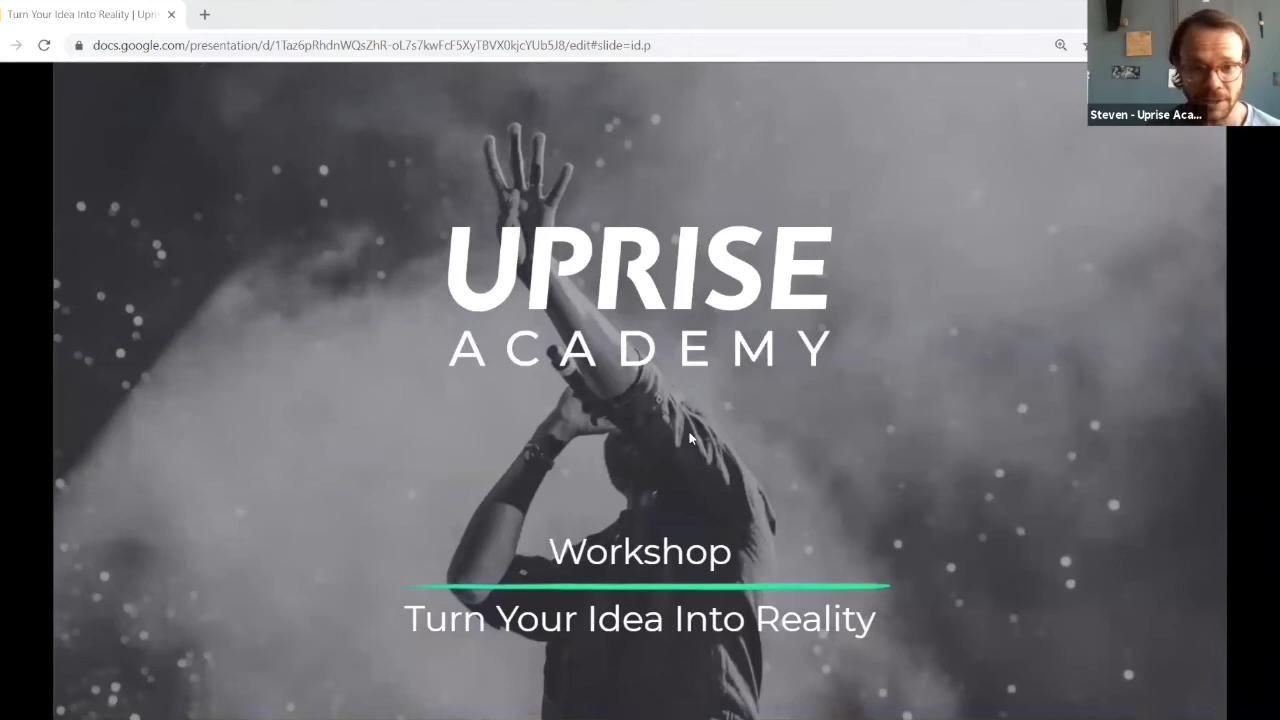 Turn Your Idea Into Reality | Upri
docs.google.com/presentation/d/1Taz6pRhdnWQsZhR-oL7s7kwFcF5XyTBVX0kjcYUb5J8/edit#slide=id.p
Steven - Uprise Aca...
UPRISE
ACADEMY
Workshop
Turn Your Idea Into Reality